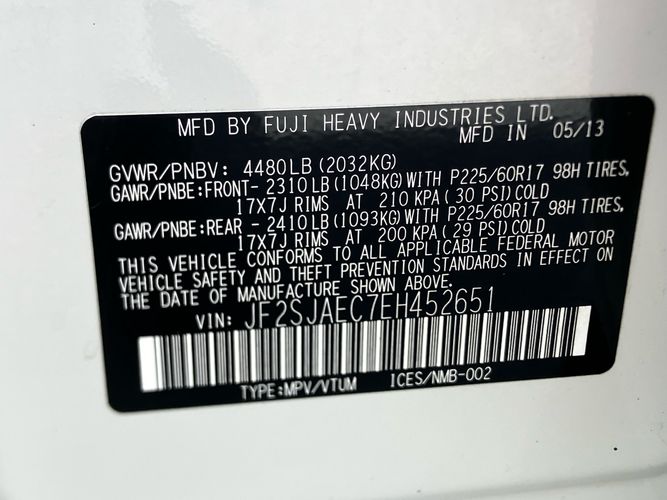 MFD BY FUJI HEAVY INDUSTRIES LTD.
MFD IN 05/13
GVWR/PNBV: 4480LB(2032KG)
GAWR/PNBE:FRONT- 2310LB(1048KG)WITH P225/60R17 98H TIRES,
17X7J RIMS AT 210 KPA(30 PSI)COLD
GAWR/PNBE:REAR - 2410LB(1093KG)WITH P225/60R17 98H TIRES,
17X7J RIMS AT 200 KPA(29 PSI)COLD
THIS VEHICLE CONFORMS TO ALL APPLICABLE FEDERAL MOTOR
VEHICLE SAFETY AND THEFT PREVENTION STANDARDS IN EFFECT ON
THE DATE OF MANUFACTURE SHOWN ABOVE.
VIN: JF2SJAEC7EH452651
TYPE:MPV/VTUM ICES/NMB-002